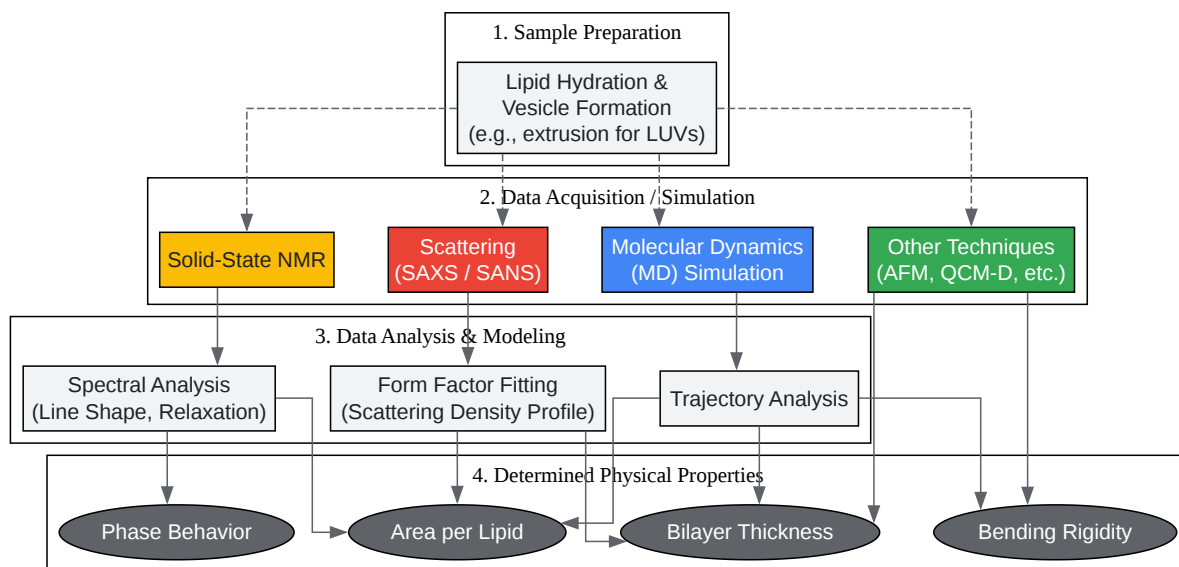 1. Sample Preparation
Lipid Hydration &
Vesicle Formation
(e.g., extrusion for LUVs)
2. Data Acquisition / Simulation
Solid-State NMR
Scattering
(SAXS / SANS)
Molecular Dynamics
(MD) Simulation
Other Techniques
(AFM, QCM-D, etc.)
3. Data Analysis & Modeling
Spectral Analysis
(Line Shape, Relaxation)
Form Factor Fitting
(Scattering Density Profile)
Trajectory Analysis
4. Determined Physical Properties
Phase Behavior
Area per Lipid
Bilayer Thickness
Bending Rigidity